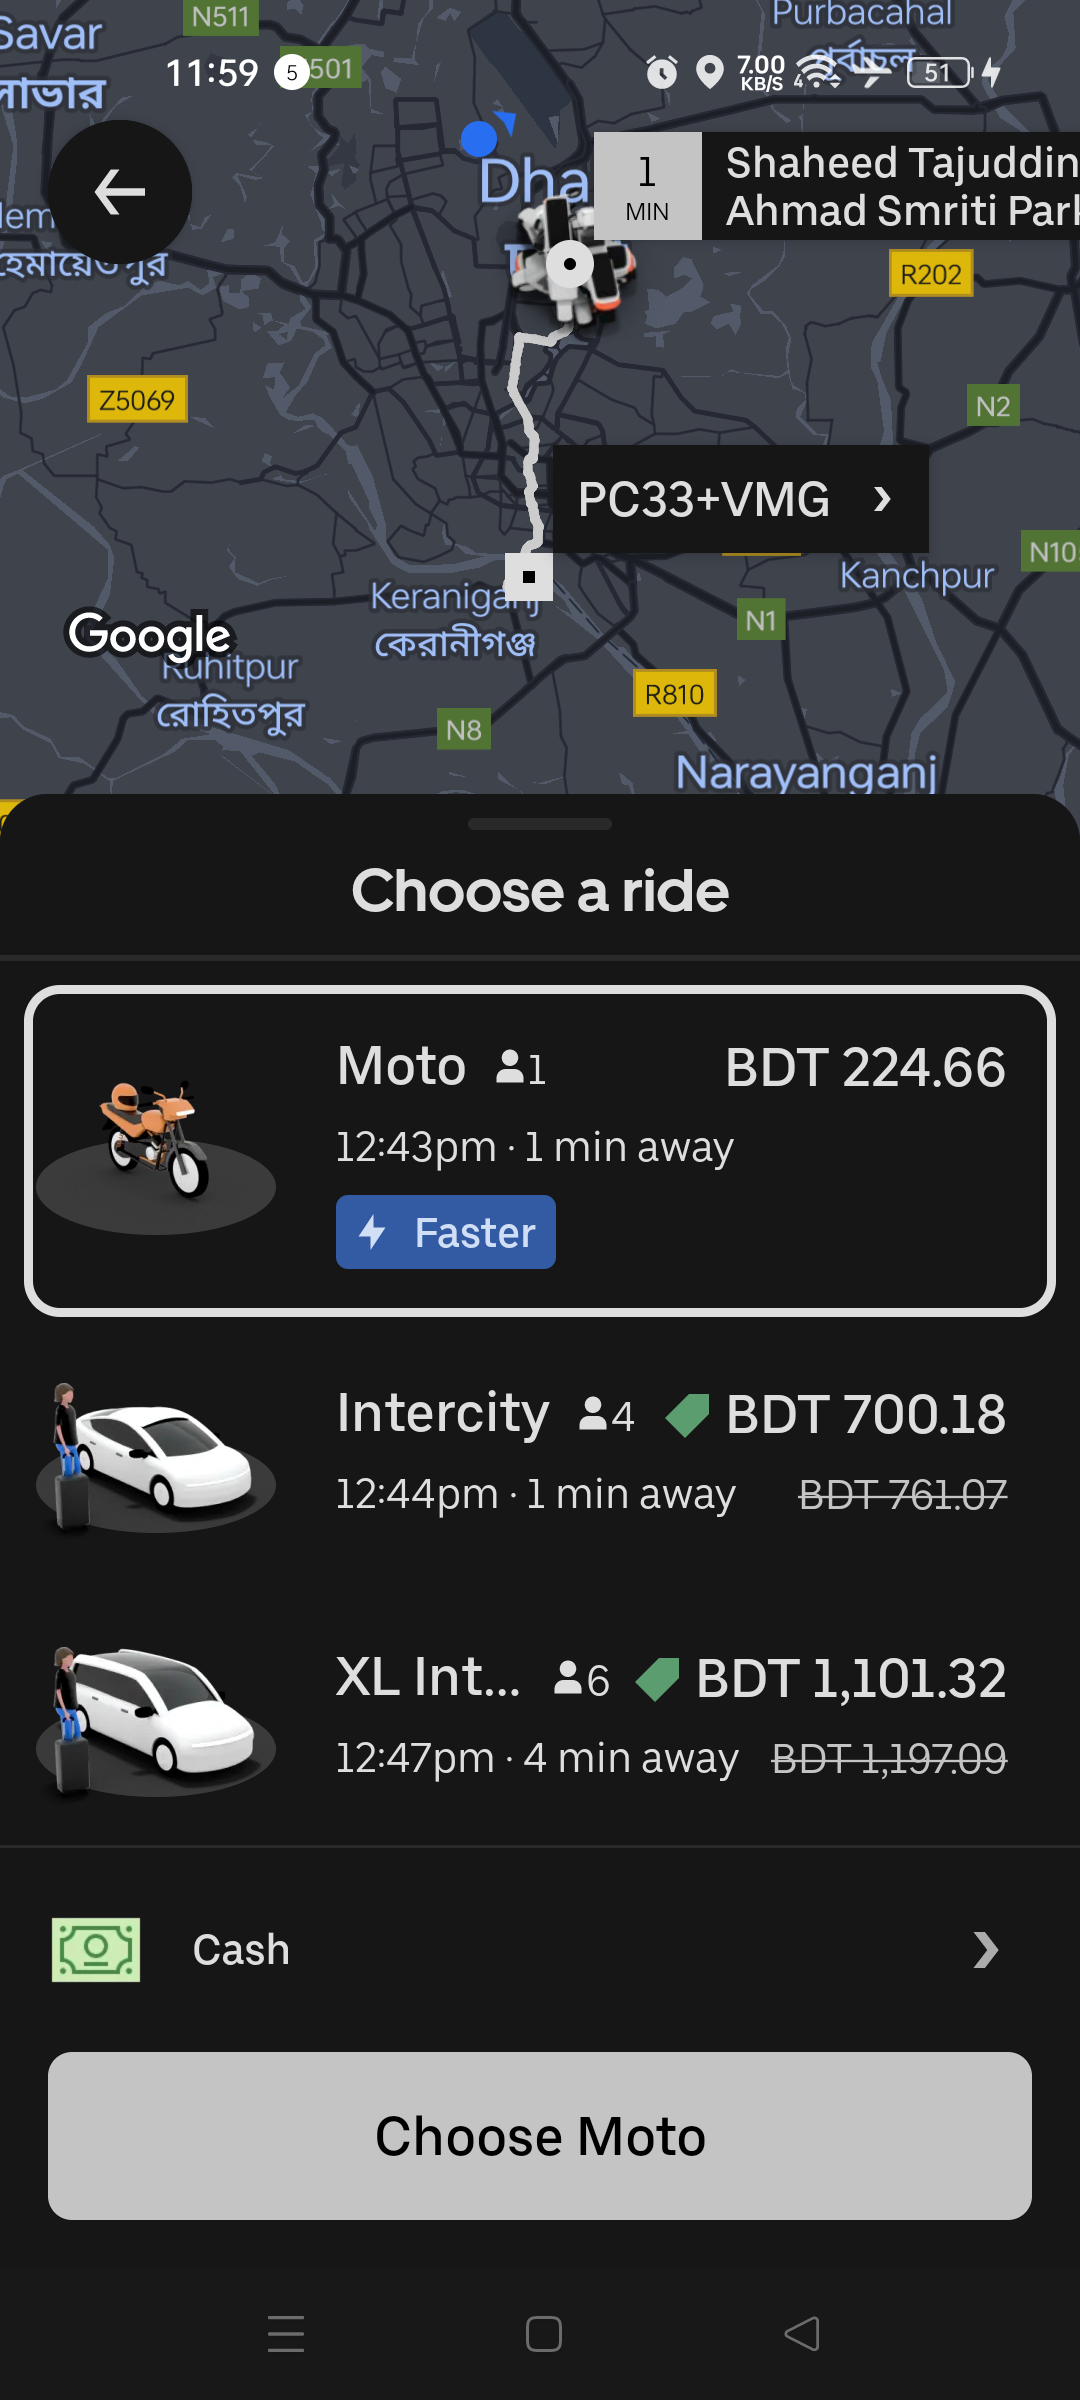 Savar
সাভার
N511
Purbacahal
পূর্বাচল
11:59
5
501
7.00
KB/S
4
51
Dha
1
MIN
Shaheed Tajuddin
Ahmad Smriti Park
Hem
হেমায়েতপুর
R202
Z5069
N2
PC33+VMG
N10
Kanchpur
Keraniganj
কেরানীগঞ্জ
N1
Google
Ruhitpur
রোহিতপুর
R810
N8
Narayanganj
Choose a ride
Moto 1 BDT 224.66
12:43pm · 1 min away
Faster
Intercity 4 BDT 700.18
12:44pm · 1 min away BDT 761.07
XL Int... 6 BDT 1,101.32
12:47pm · 4 min away BDT 1,197.09
Cash
Choose Moto